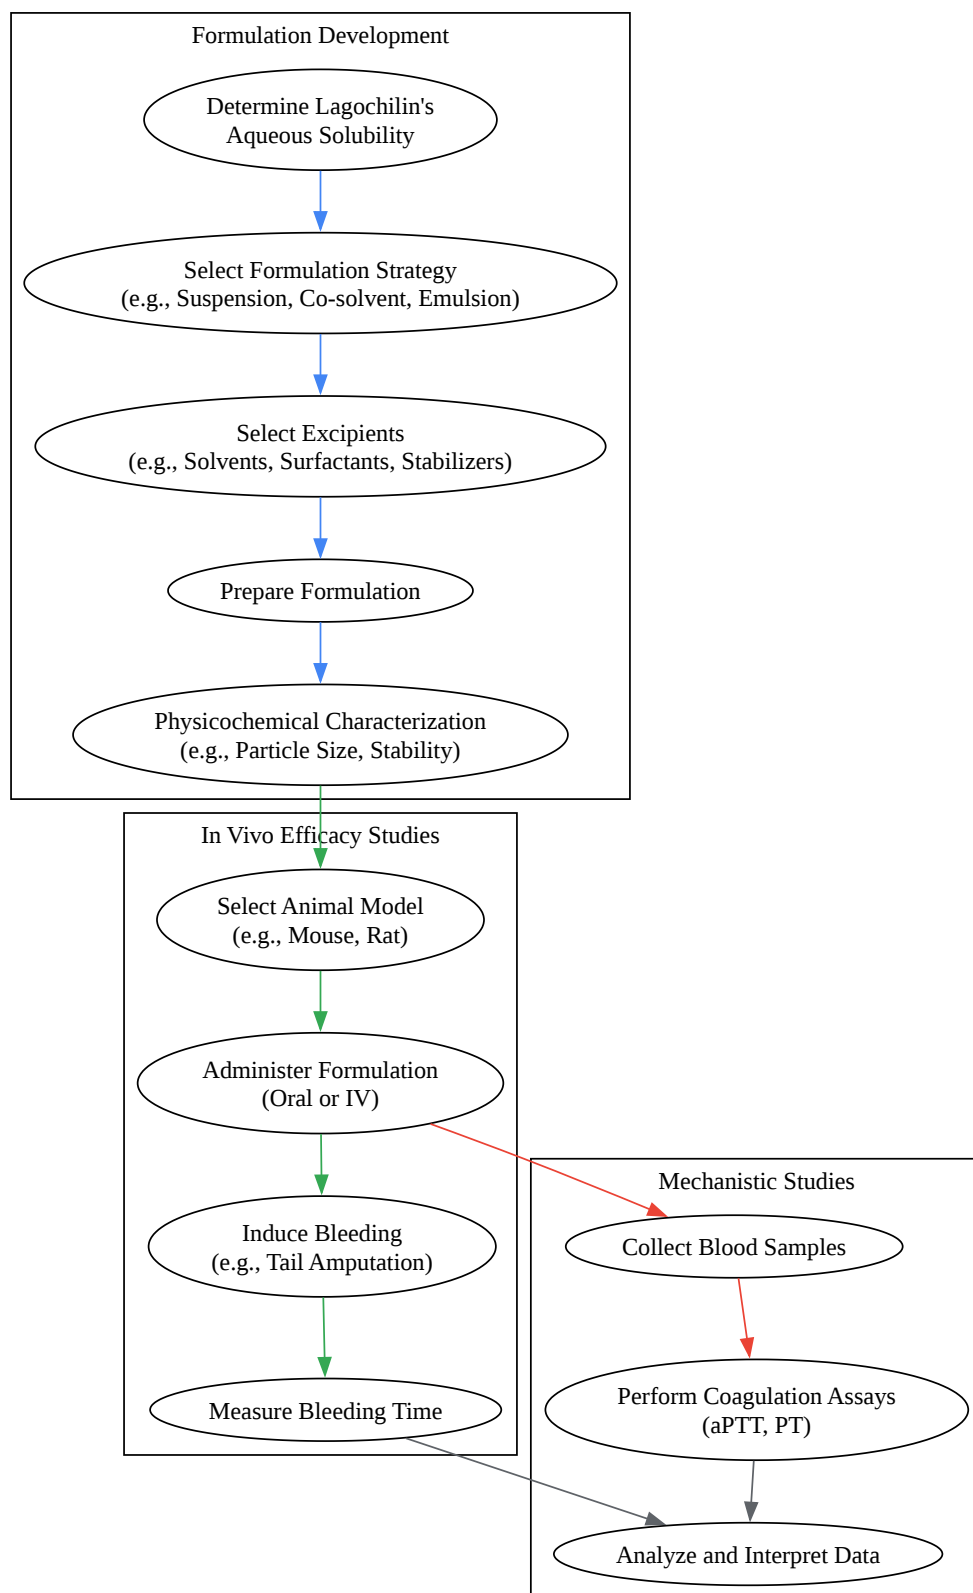 Formulation Development
Determine Lagochilin's
Aqueous Solubility
Select Formulation Strategy
(e.g., Suspension, Co-solvent, Emulsion)
Select Excipients
(e.g., Solvents, Surfactants, Stabilizers)
Prepare Formulation
Physicochemical Characterization
(e.g., Particle Size, Stability)
In Vivo Efficacy Studies
Select Animal Model
(e.g., Mouse, Rat)
Administer Formulation
(Oral or IV)
Induce Bleeding
(e.g., Tail Amputation)
Measure Bleeding Time
Mechanistic Studies
Collect Blood Samples
Perform Coagulation Assays
(aPTT, PT)
Analyze and Interpret Data